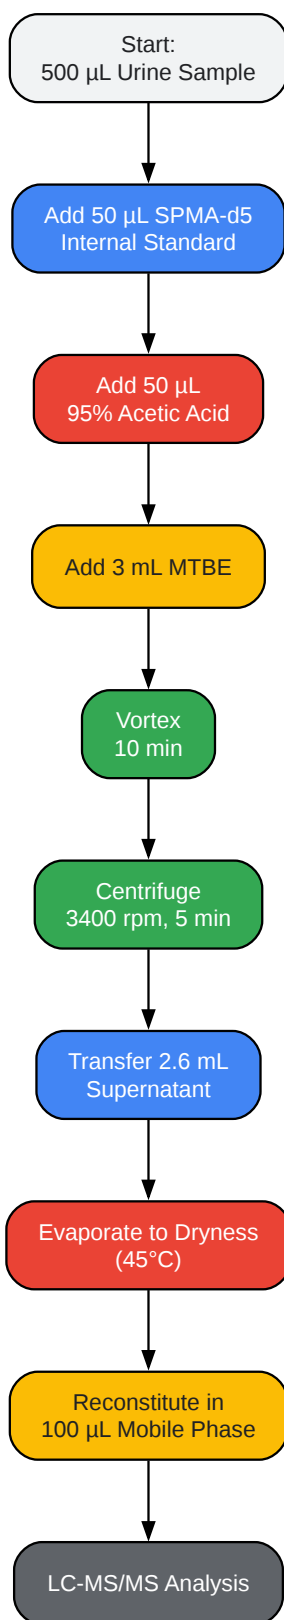 Start:
500 µL Urine Sample
Add 50 µL SPMA-d5
Internal Standard
Add 50 µL
95% Acetic Acid
Add 3 mL MTBE
Vortex
10 min
Centrifuge
3400 rpm, 5 min
Transfer 2.6 mL
Supernatant
Evaporate to Dryness
(45°C)
Reconstitute in
100 µL Mobile Phase
LC-MS/MS Analysis